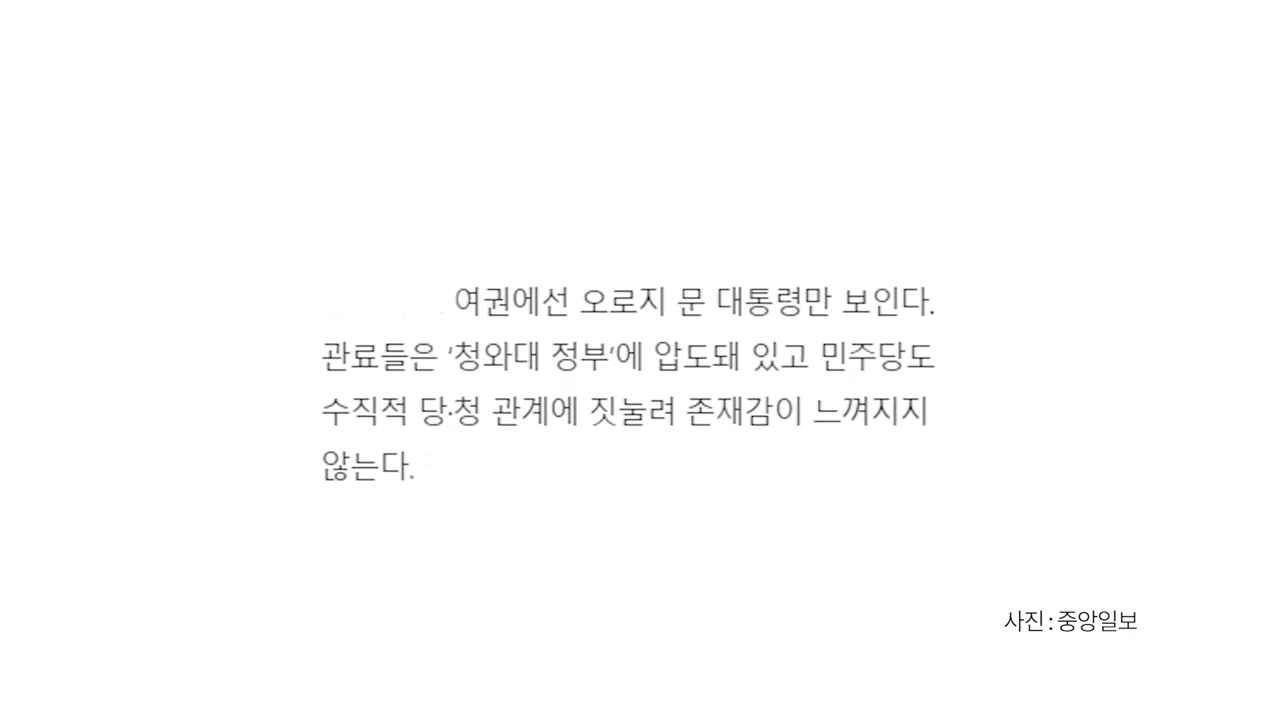 여권에선 오로지 문 대통령만 보인다.
관료들은 ‘청와대 정부’에 압도돼 있고 민주당도
수직적 당·청 관계에 짓눌려 존재감이 느껴지지
않는다.
사진 : 중앙일보